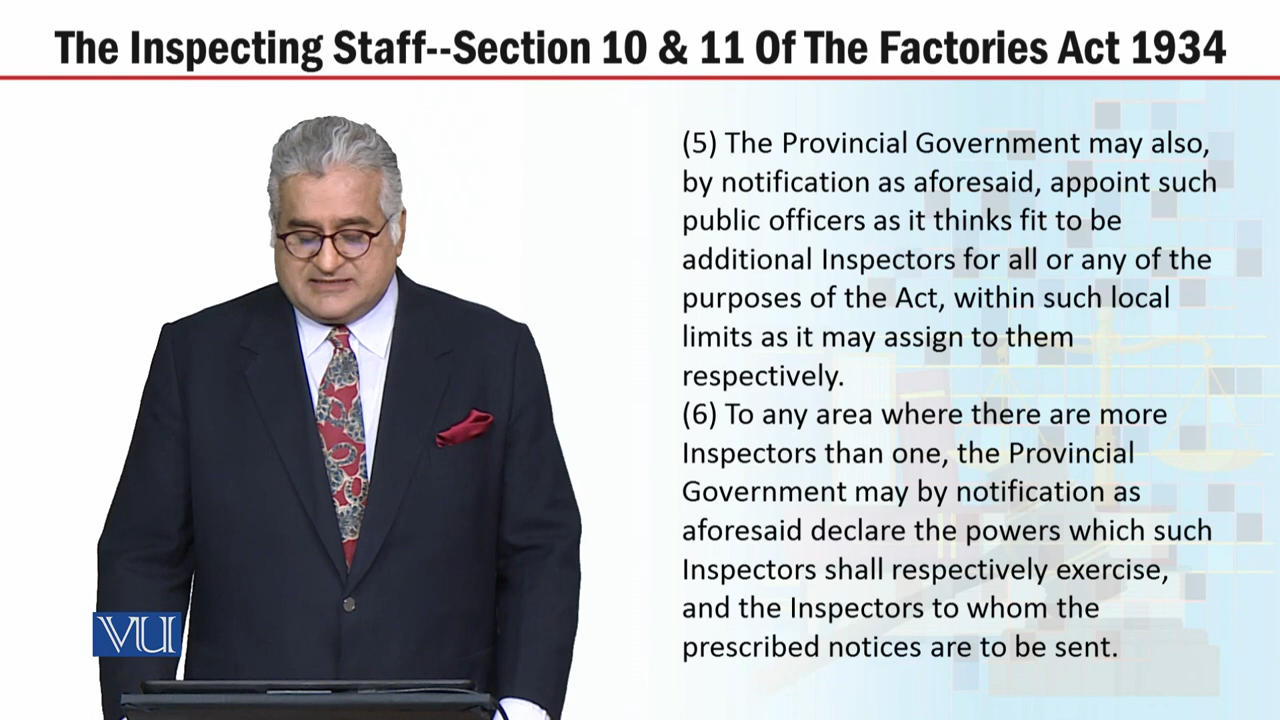 The Inspecting Staff--Section 10 & 11 Of The Factories Act 1934
(5) The Provincial Government may also,
by notification as aforesaid, appoint such
public officers as it thinks fit to be
additional Inspectors for all or any of the
purposes of the Act, within such local
limits as it may assign to them
respectively.
(6) To any area where there are more
Inspectors than one, the Provincial
Government may by notification as
aforesaid declare the powers which such
Inspectors shall respectively exercise,
and the Inspectors to whom the
prescribed notices are to be sent.
VU